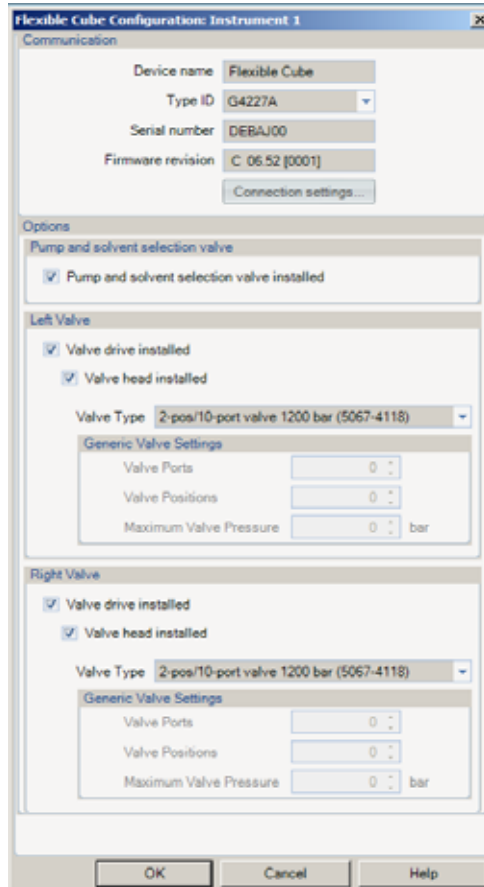 Flexible Cube Configuration: Instrument 1
Communication
Device name Flexible Cube
Type ID G4227A
Serial number DEBAJ00
Firmware revision C 06.52 [0001]
Connection settings...
Options
Pump and solvent selection valve
Pump and solvent selection valve installed
Left Valve
Valve drive installed
Valve head installed
Valve Type 2-pos/10-port valve 1200 bar (5067-4118)
Generic Valve Settings
Valve Ports 0
Valve Positions 0
Maximum Valve Pressure 0 bar
Right Valve
Valve drive installed
Valve head installed
Valve Type 2-pos/10-port valve 1200 bar (5067-4118)
Generic Valve Settings
Valve Ports 0
Valve Positions 0
Maximum Valve Pressure 0 bar
OK Cancel Help